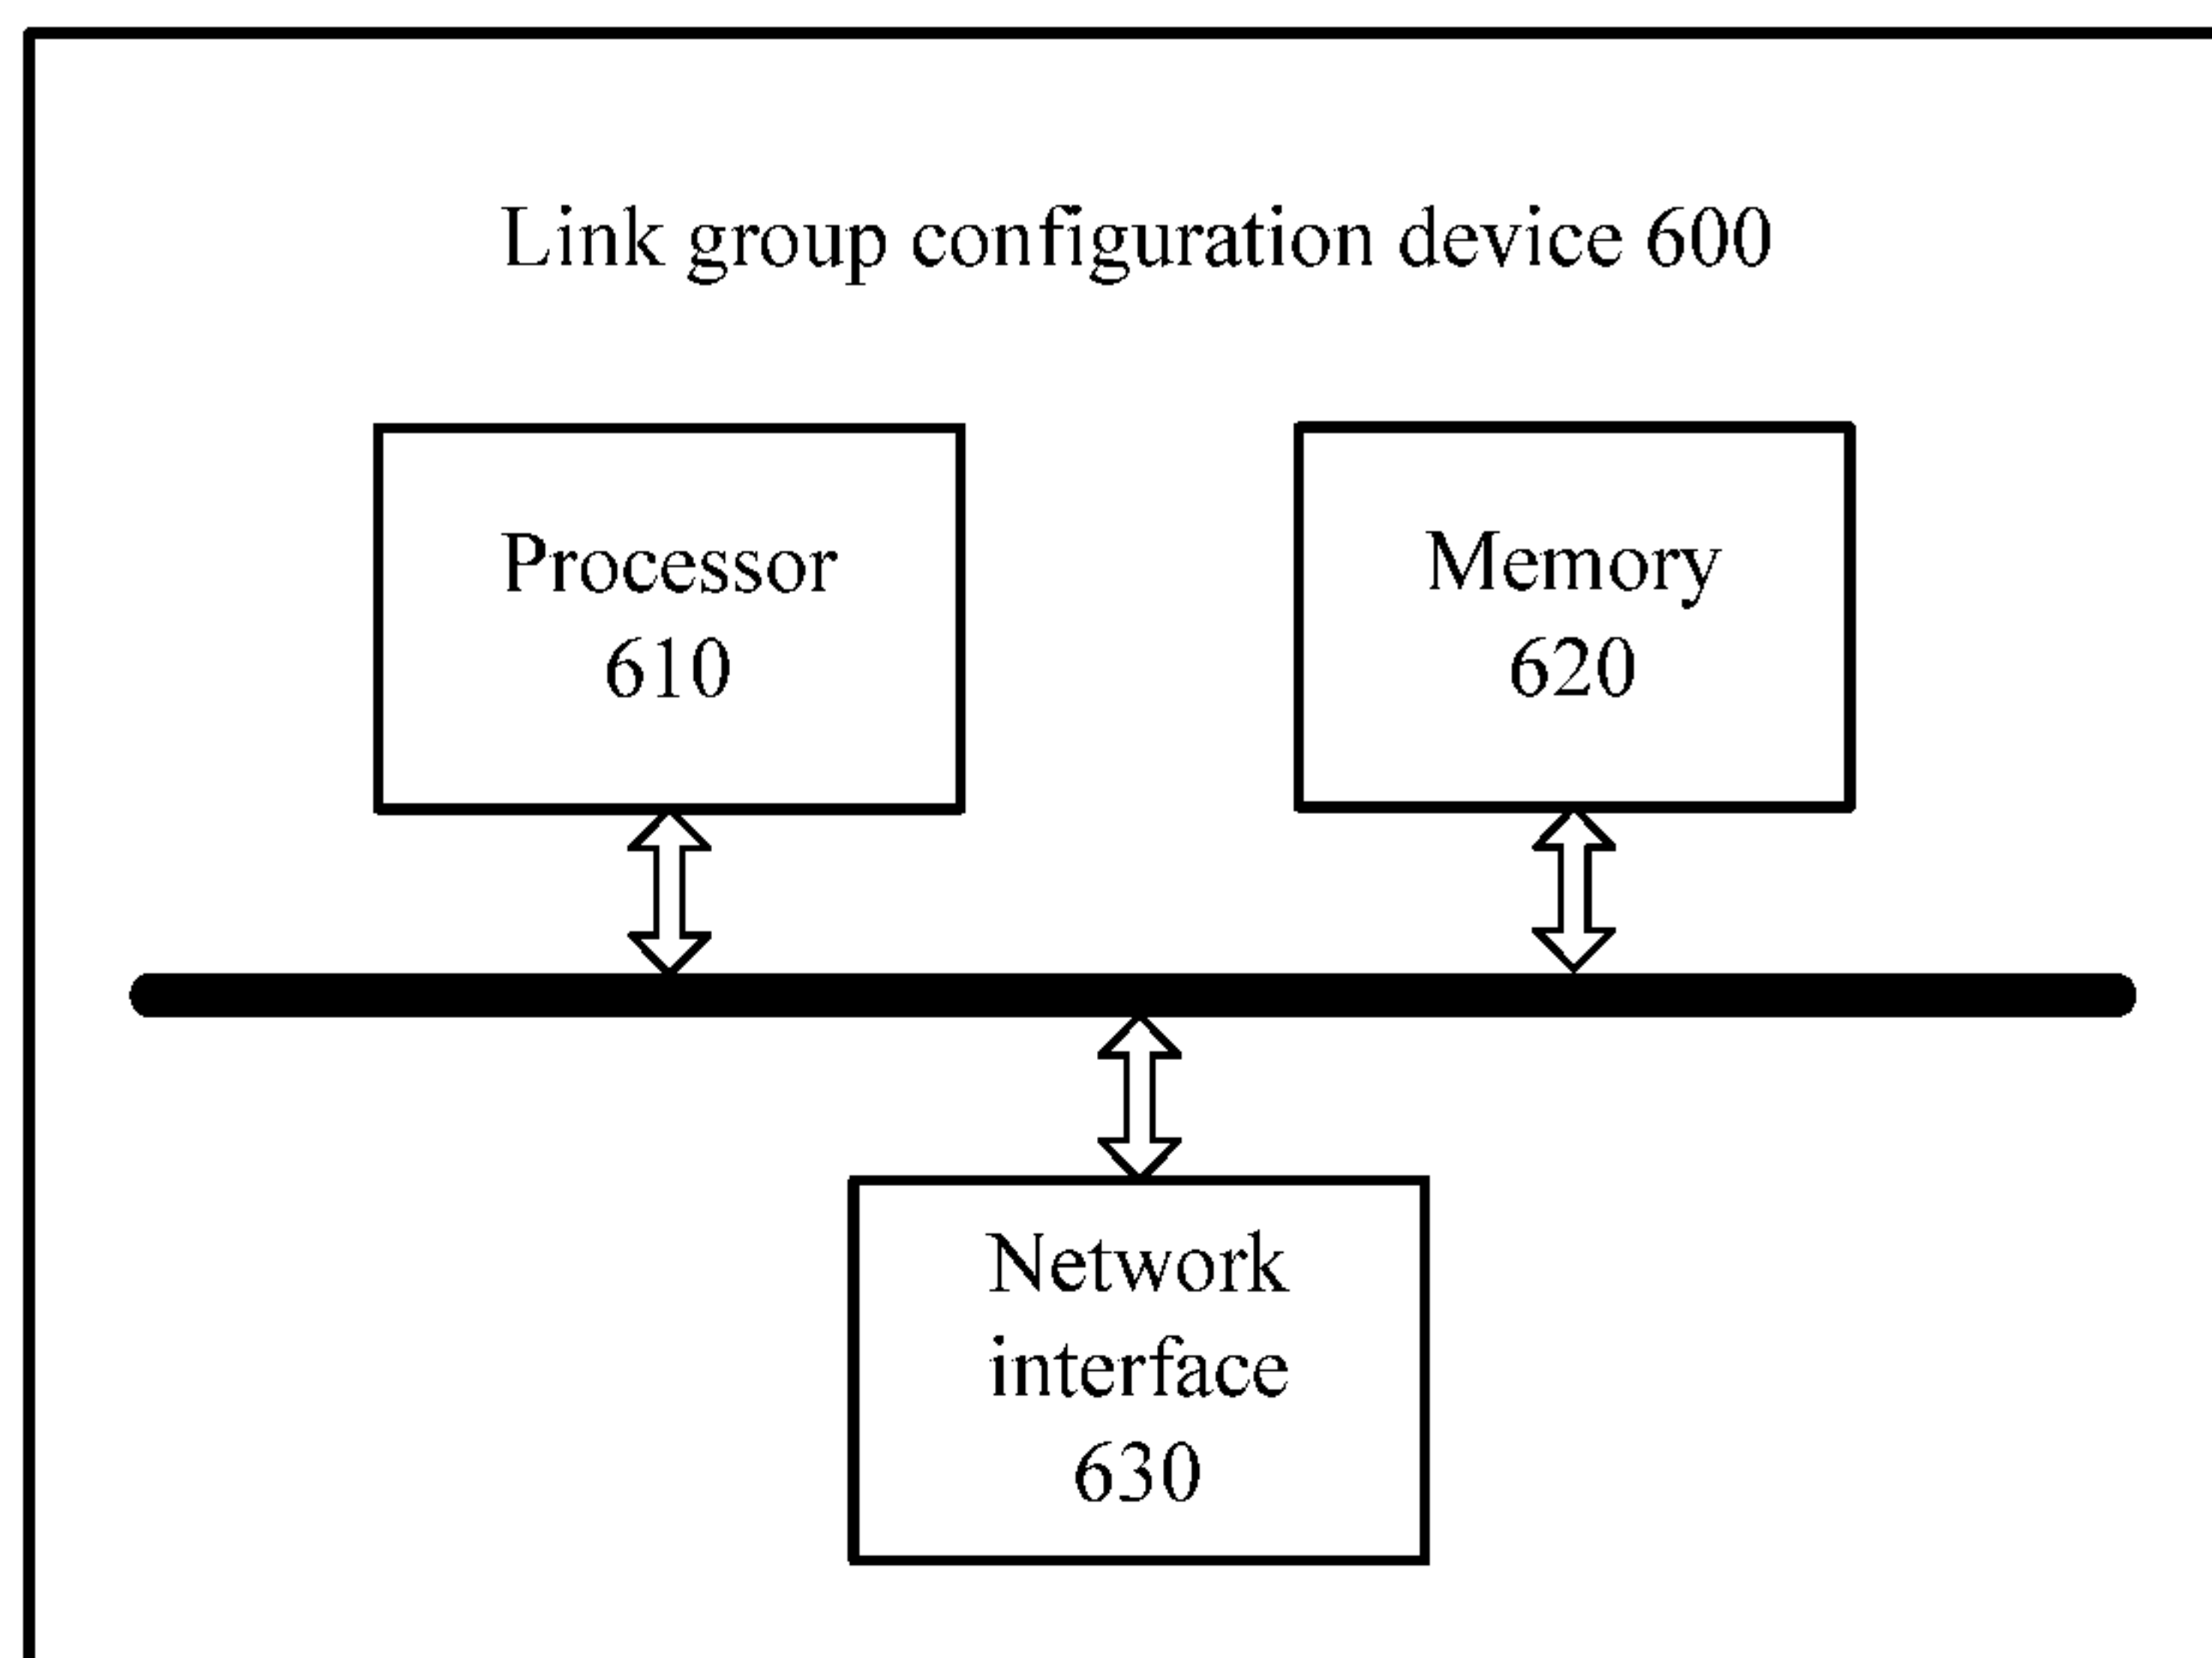 Link group configuration device 600
Processor
610
Memory
620
Network
interface
630